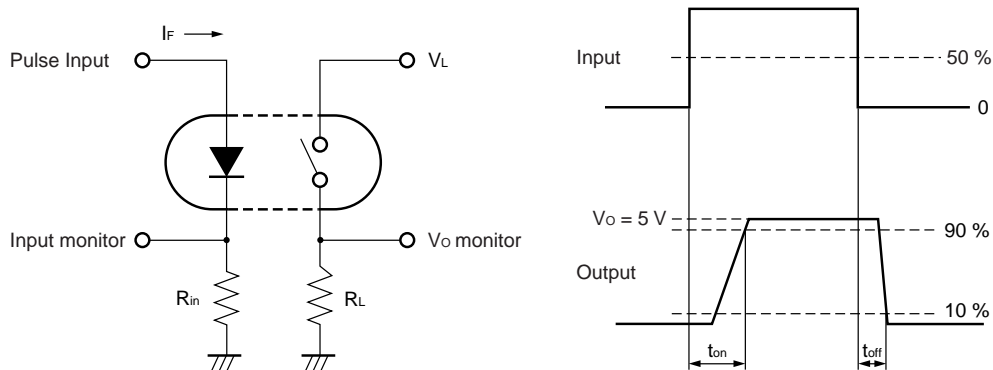 IF
Pulse Input
VL
Input monitor
VO monitor
Rin
RL
Input
50 %
0
VO = 5 V
90 %
Output
10 %
ton
toff